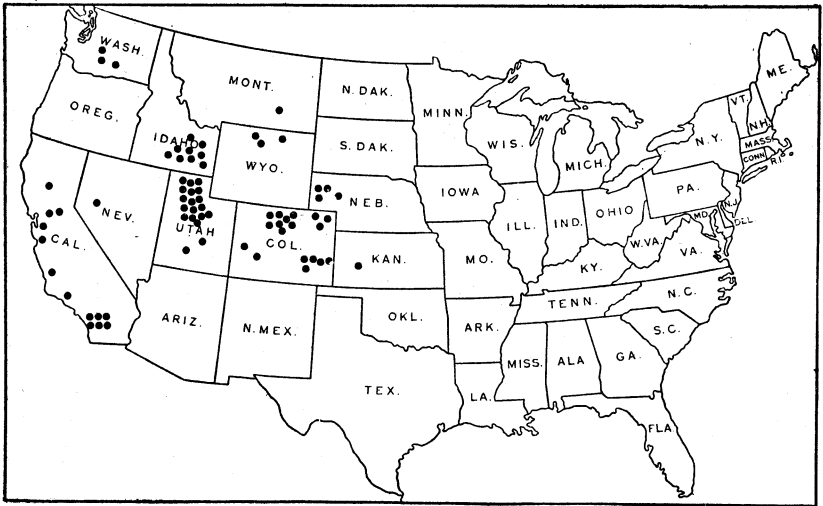 WASH.
OREG.
IDAHO
MONT.
N. DAK.
S. DAK.
WYO.
NEB.
NEV.
UTAH
COL.
CAL.
KAN.
ARIZ.
N.MEX.
OKL.
TEX.
MINN.
IOWA
MO.
ARK.
LA.
WIS.
ILL.
MICH.
IND.
OHIO
KY.
TENN.
MISS.
ALA
GA.
FLA.
S.C.
N.C.
VA.
W.VA.
MD.
DEL
N.J.
PA.
N.Y.
CONN
R.I.
MASS
VT.
N.H.
ME.